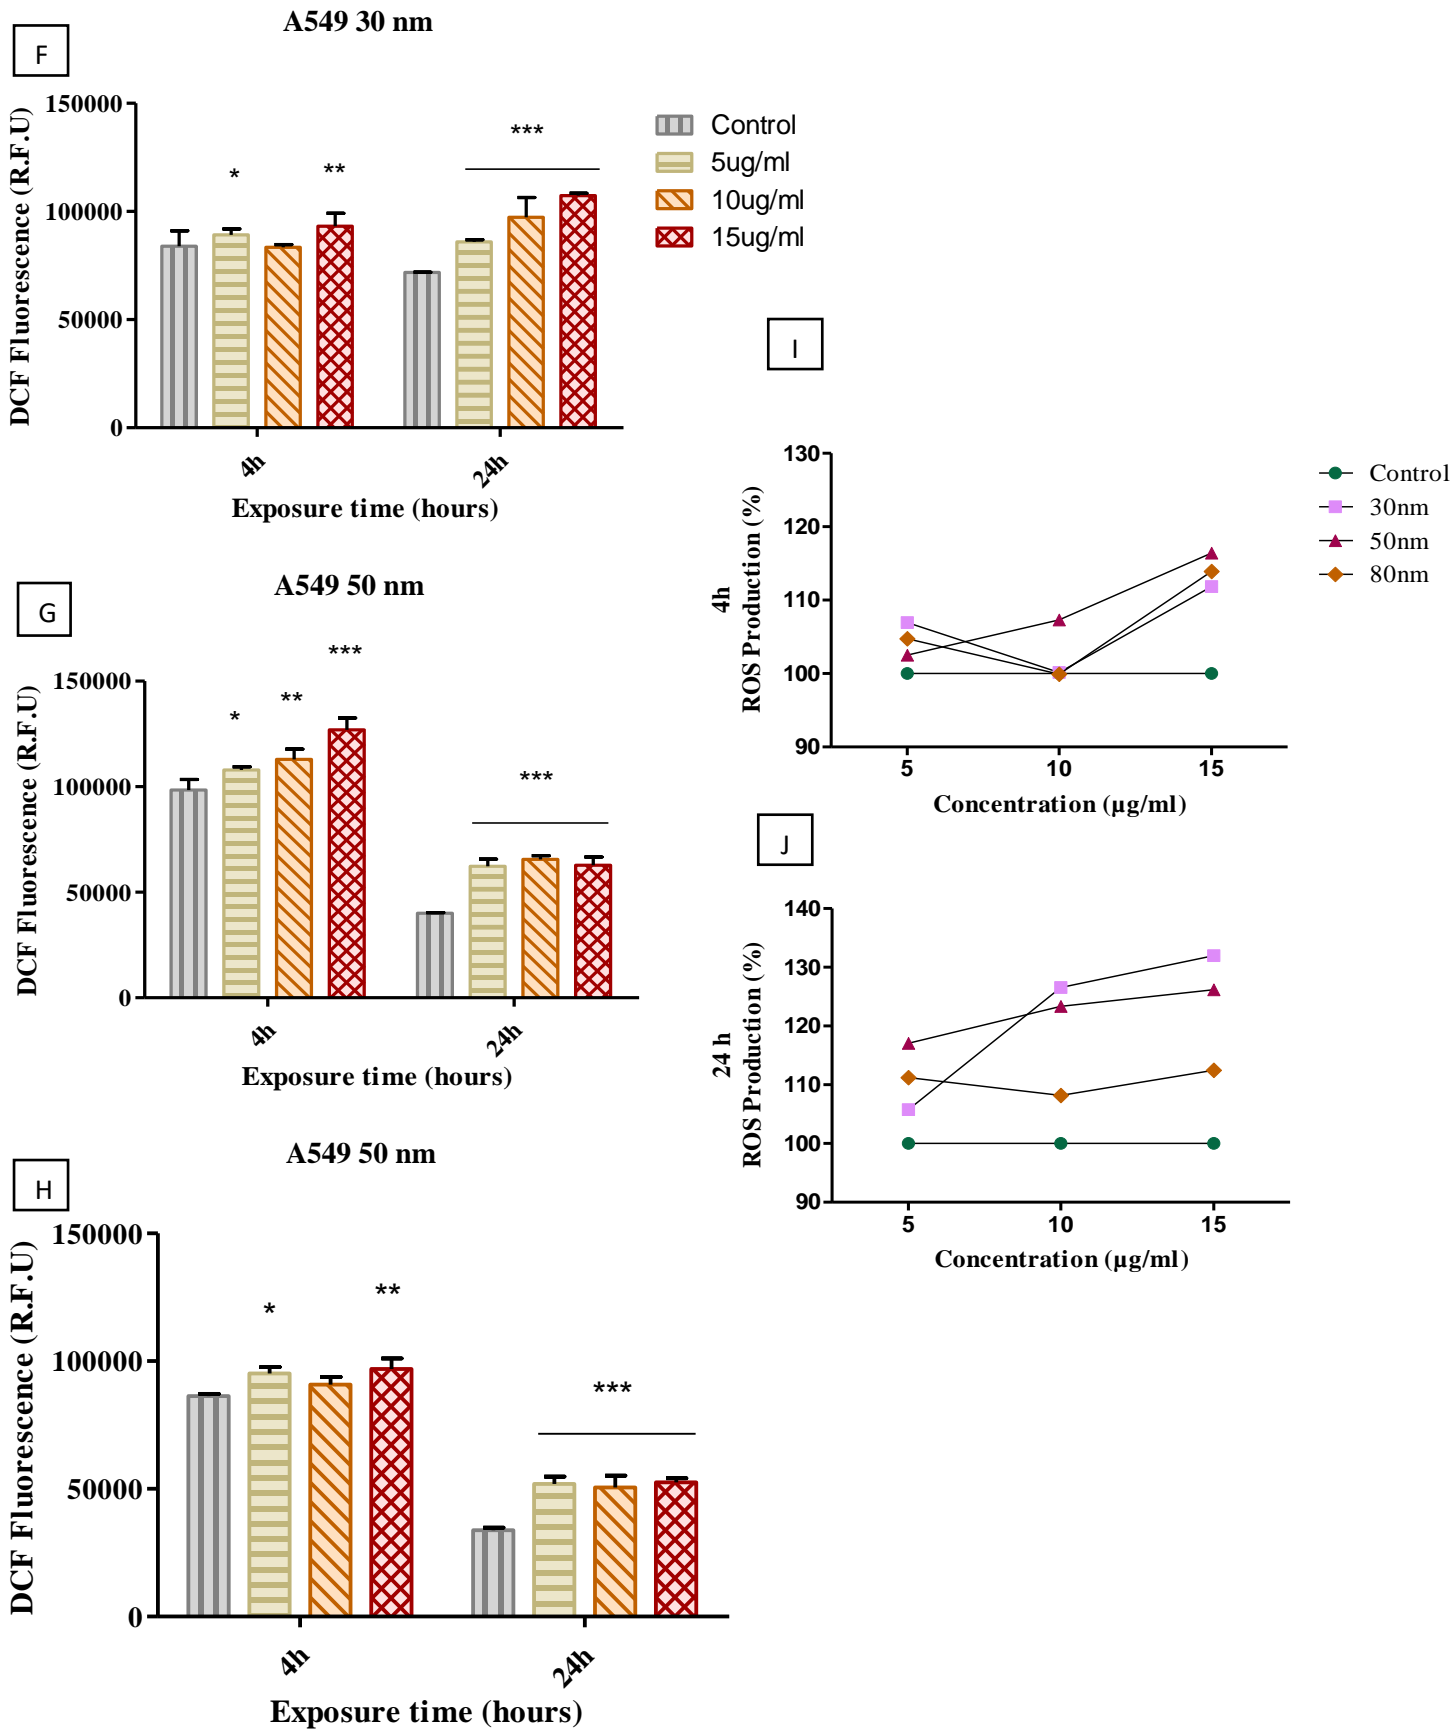 A549 30 nm
F
DCF Fluorescence (R.F.U)
150000
100000
50000
0
*
**
***
4h
24h
Exposure time (hours)
Control
5ug/ml
10ug/ml
15ug/ml
A549 50 nm
G
DCF Fluorescence (R.F.U)
150000
100000
50000
0
*
**
***
***
4h
24h
Exposure time (hours)
A549 50 nm
H
DCF Fluorescence (R.F.U)
150000
100000
50000
0
*
**
***
4h
24h
Exposure time (hours)
I
4h
ROS Production (%)
130
120
110
100
90
5
10
15
Concentration (µg/ml)
Control
30nm
50nm
80nm
J
24 h
ROS Production (%)
140
130
120
110
100
90
5
10
15
Concentration (µg/ml)